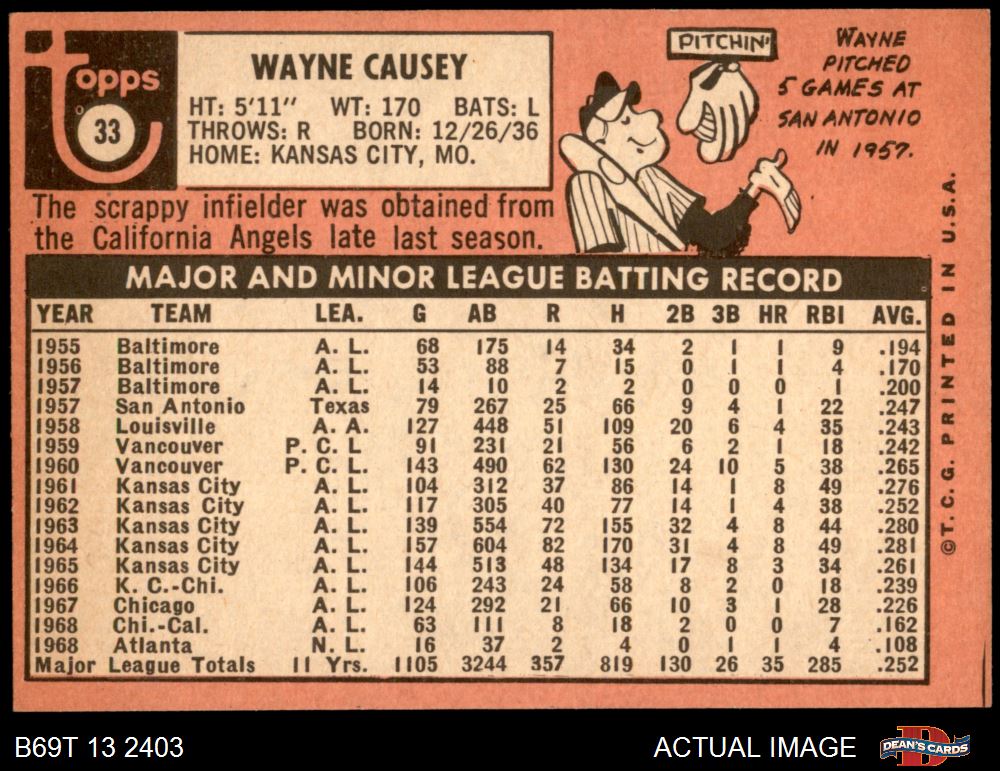 Topps
33
WAYNE CAUSEY
HT: 5'11" WT: 170 BATS: L
THROWS: R BORN: 12/26/36
HOME: KANSAS CITY, MO.
The scrappy infielder was obtained from
the California Angels late last season.
PITCHIN'
WAYNE
PITCHED
5 GAMES AT
SAN ANTONIO
IN 1957.
MAJOR AND MINOR LEAGUE BATTING RECORD
YEAR TEAM LEA. G AB R H 2B 3B HR RBI AVG.
1955 Baltimore A. L. 68 175 14 34 2 1 1 9 .194
1956 Baltimore A. L. 53 88 7 15 0 1 1 4 .170
1957 Baltimore A. L. 14 10 2 2 0 0 0 1 .200
1957 San Antonio Texas 79 267 25 66 9 4 1 22 .247
1958 Louisville A. A. 127 448 51 109 20 6 4 35 .243
1959 Vancouver P. C. L 91 231 21 56 6 2 1 18 .242
1960 Vancouver P. C. L. 143 490 62 130 24 10 5 38 .265
1961 Kansas City A. L. 104 312 37 86 14 1 8 49 .276
1962 Kansas City A. L. 117 305 40 77 14 1 4 38 .252
1963 Kansas City A. L. 139 554 72 155 32 4 8 44 .280
1964 Kansas City A. L. 157 604 82 170 31 4 8 49 .281
1965 Kansas City A. L. 144 513 48 134 17 8 3 34 .261
1966 K. C.-Chi. A. L. 106 243 24 58 8 2 0 18 .239
1967 Chicago A. L. 124 292 21 66 10 3 1 28 .226
1968 Chi.-Cal. A. L. 63 111 8 18 2 0 0 7 .162
1968 Atlanta N. L. 16 37 2 4 0 1 1 4 .108
Major League Totals 11 Yrs. 1105 3244 357 819 130 26 35 285 .252
©T. C. G. PRINTED IN U.S.A.
B69T 13 2403
ACTUAL IMAGE
D
DEAN'S CARDS